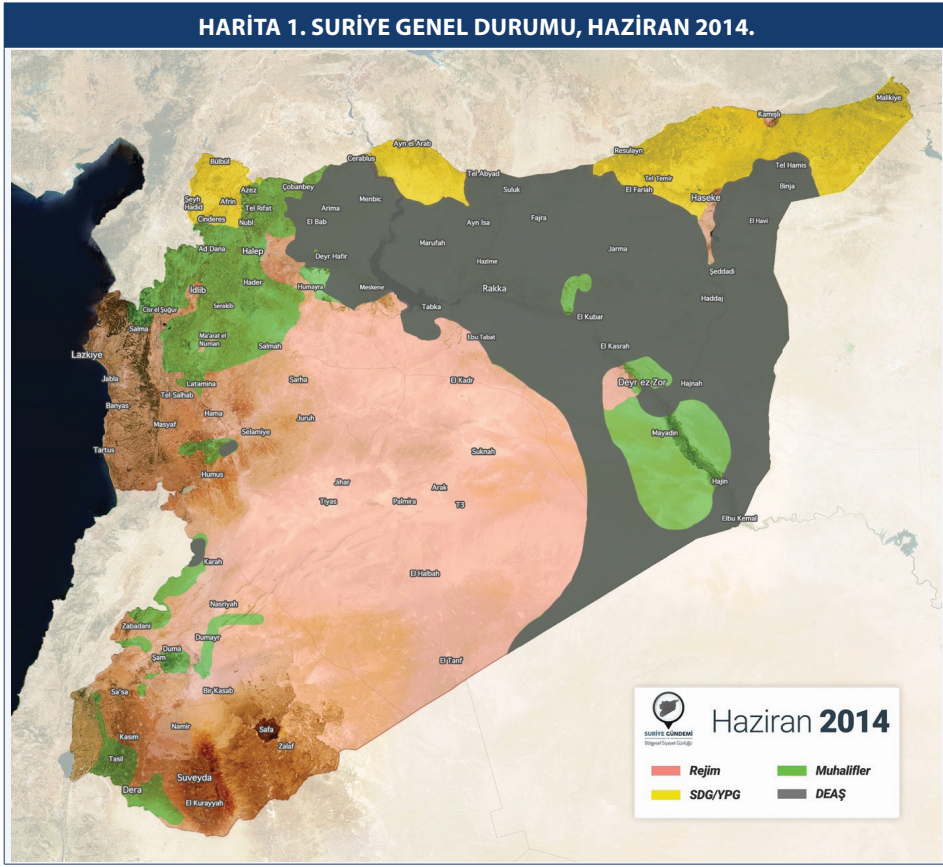 HARİTA 1. SURİYE GENEL DURUMU, HAZİRAN 2014.
Malikiye
Kamışlı
Ayn el Arab
Resulayn
Bülbül
Cerablus
Tel Abyad
Tel Hamis
Tel Temir
Azez
Çobanbey
Suluk
El Fariah
Haseke
Binja
Şeyh Hadid
Afrin
Tel Rıfat
Arima
Menbic
Cinderes
Nubl
El Bab
Ayn Isa
Fajra
El Havi
Ad Dana
Halep
Deyr Hafir
Marufah
Jarma
Hazime
Şeddadi
İdlib
Hader
Humayra
Meskene
Rakka
Haddaj
Cisr el Şuğur
Serakib
Tabka
El Kubar
Salma
Ma'arat el Numan
Salmah
Ebu Tabat
El Kasrah
Lazkiye
Jabla
Latamina
Sarha
El Kadr
Deyr ez Zor
Hajnah
Tel Salhab
Banyas
Hama
Juruh
Masyaf
Selamiye
Mayadin
Tartus
Suknah
Humus
Jihar
Arak
Hajin
Tiyas
Palmira
T3
Elbu Kemal
Karah
El Halbah
Nasriyah
Zabadani
Dumayr
Duma
Şam
El Tanf
Sa'sa
Bir Kasab
Namir
Safa
Kasım
Zalaf
Tasil
Suveyda
Dera
El Kurayyah
SURİYE GÜNDEMİ
Bölgesel Siyaset Günlüğü
Haziran 2014
Rejim
Muhalifler
SDG/YPG
DEAŞ